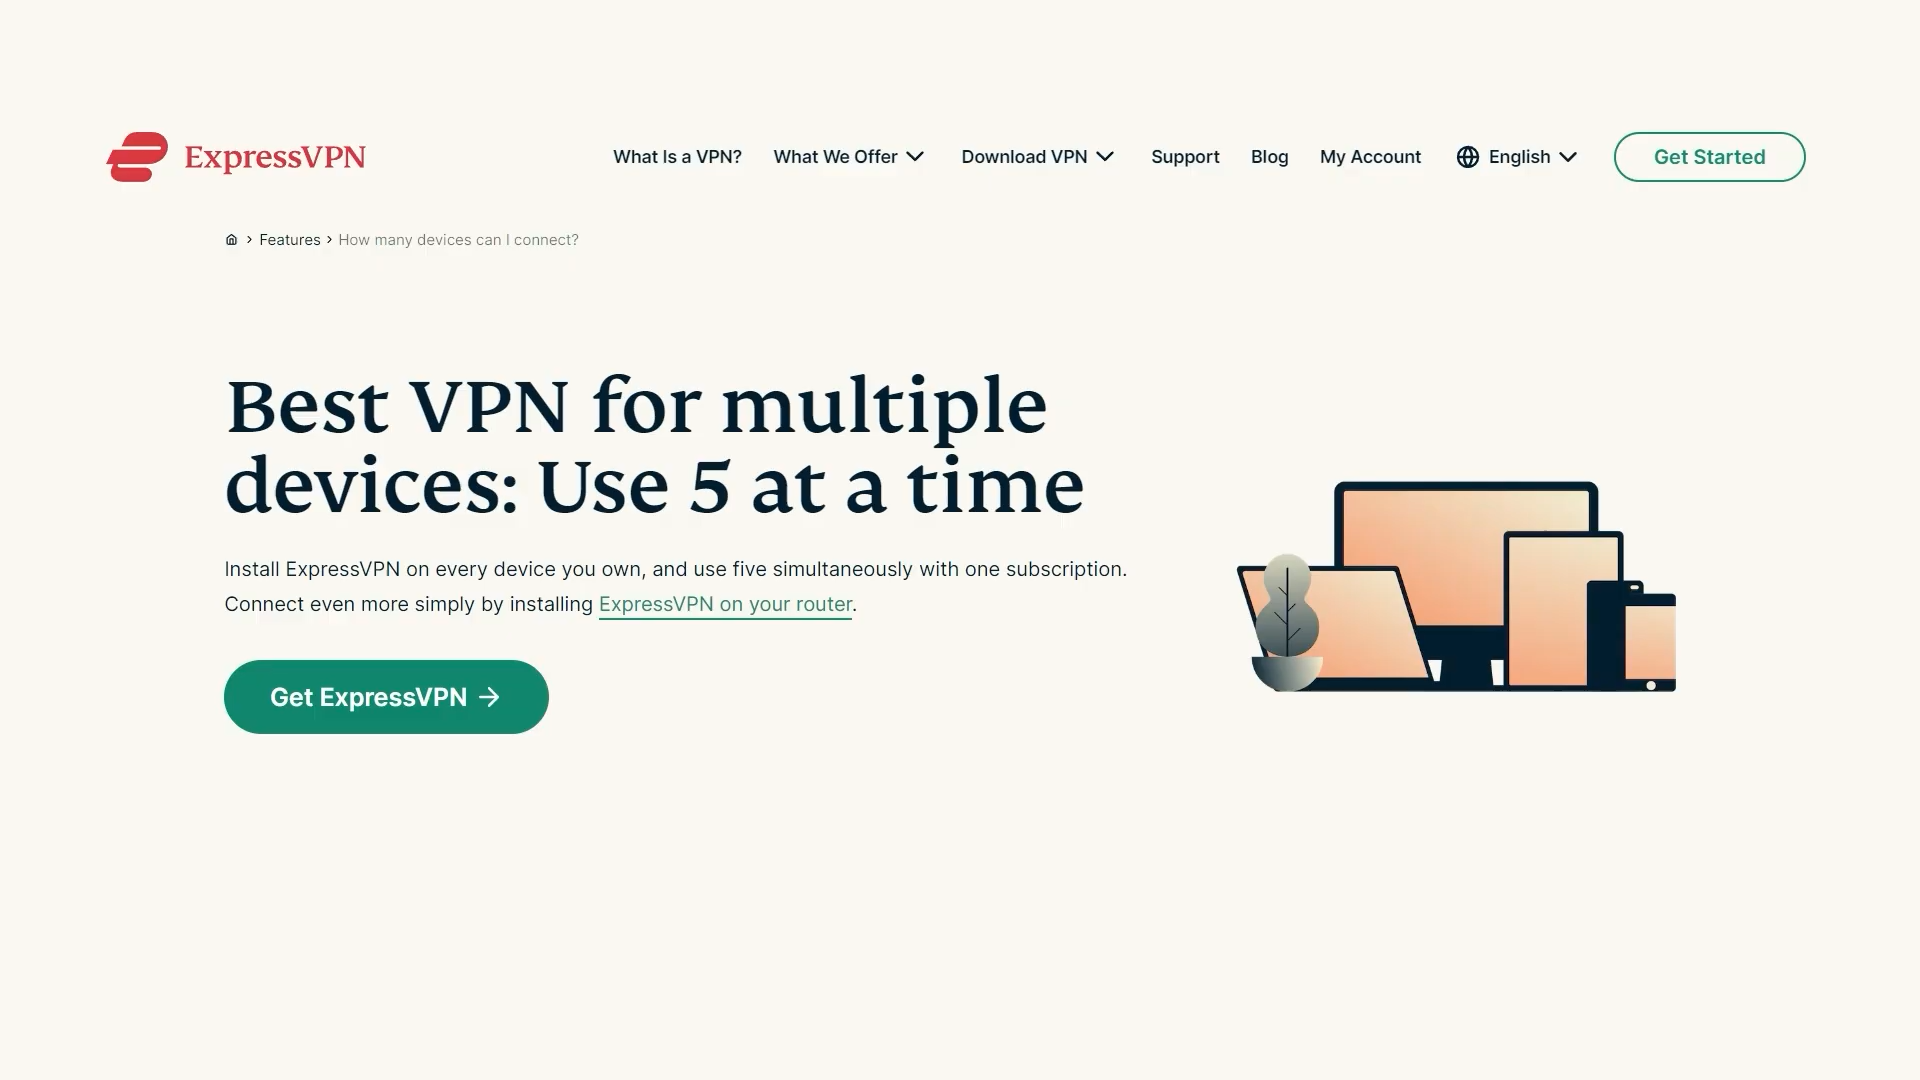 ExpressVPN
What Is a VPN? What We Offer Download VPN Support Blog My Account English Get Started
Features > How many devices can I connect?
Best VPN for multiple
devices: Use 5 at a time
Install ExpressVPN on every device you own, and use five simultaneously with one subscription.
Connect even more simply by installing ExpressVPN on your router.
Get ExpressVPN →